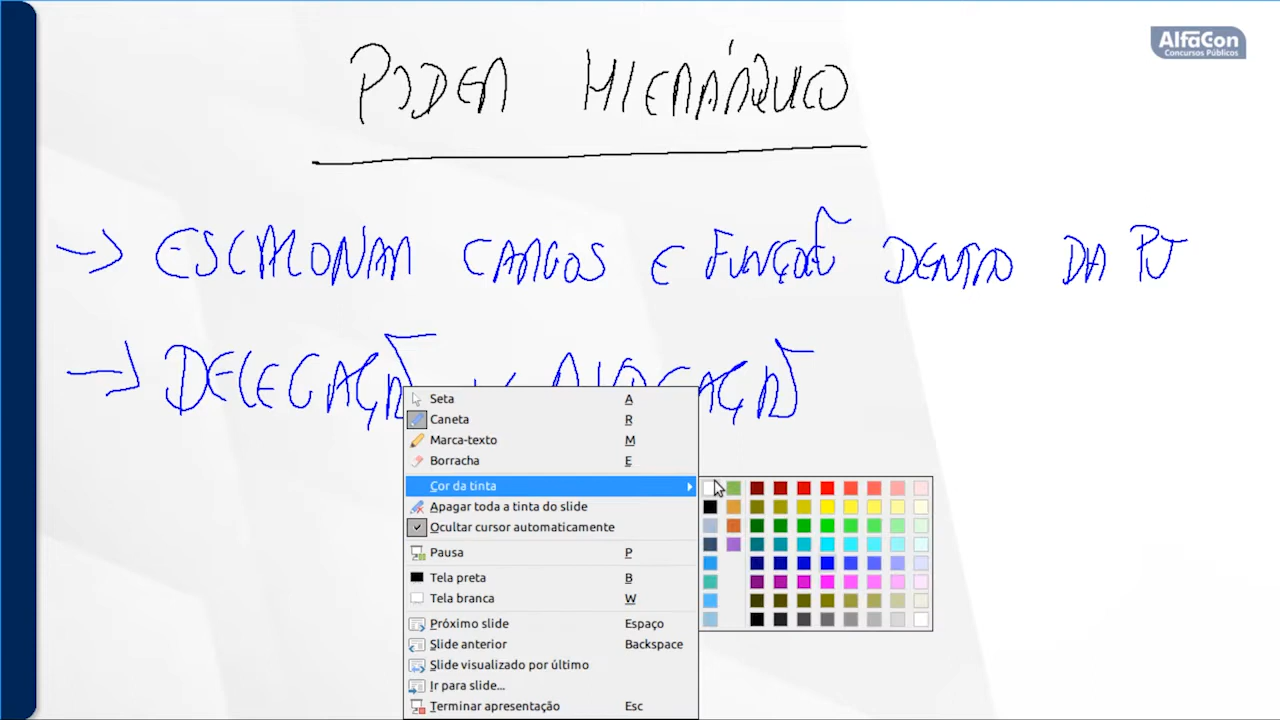 AlfaCon
Concursos Públicos
PODER HIERÁRQUICO
-> ESCALONAR CARGOS E FUNÇÕES DENTRO DA PJ
-> DELEGAÇÃO
Seta A
Caneta R
Marca-texto M
Borracha E
Cor da tinta
Apagar toda a tinta do slide
Ocultar cursor automaticamente
Pausa P
Tela preta B
Tela branca W
Próximo slide Espaço
Slide anterior Backspace
Slide visualizado por último
Ir para slide...
Terminar apresentação Esc